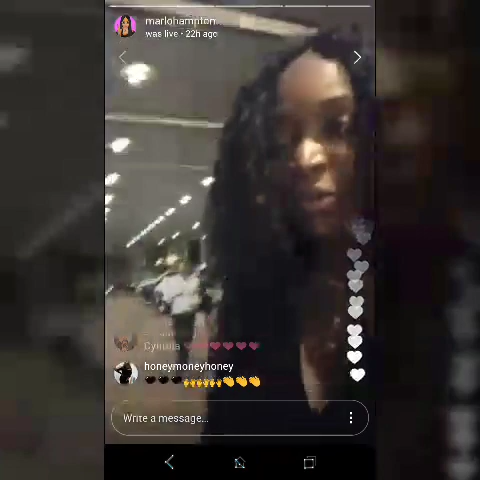 marlohampton...
was live • 22h ago
Cynthia
honeymoneyhoney
🖤🖤🖤🙌🙌🙌👏👏👏
Write a message...